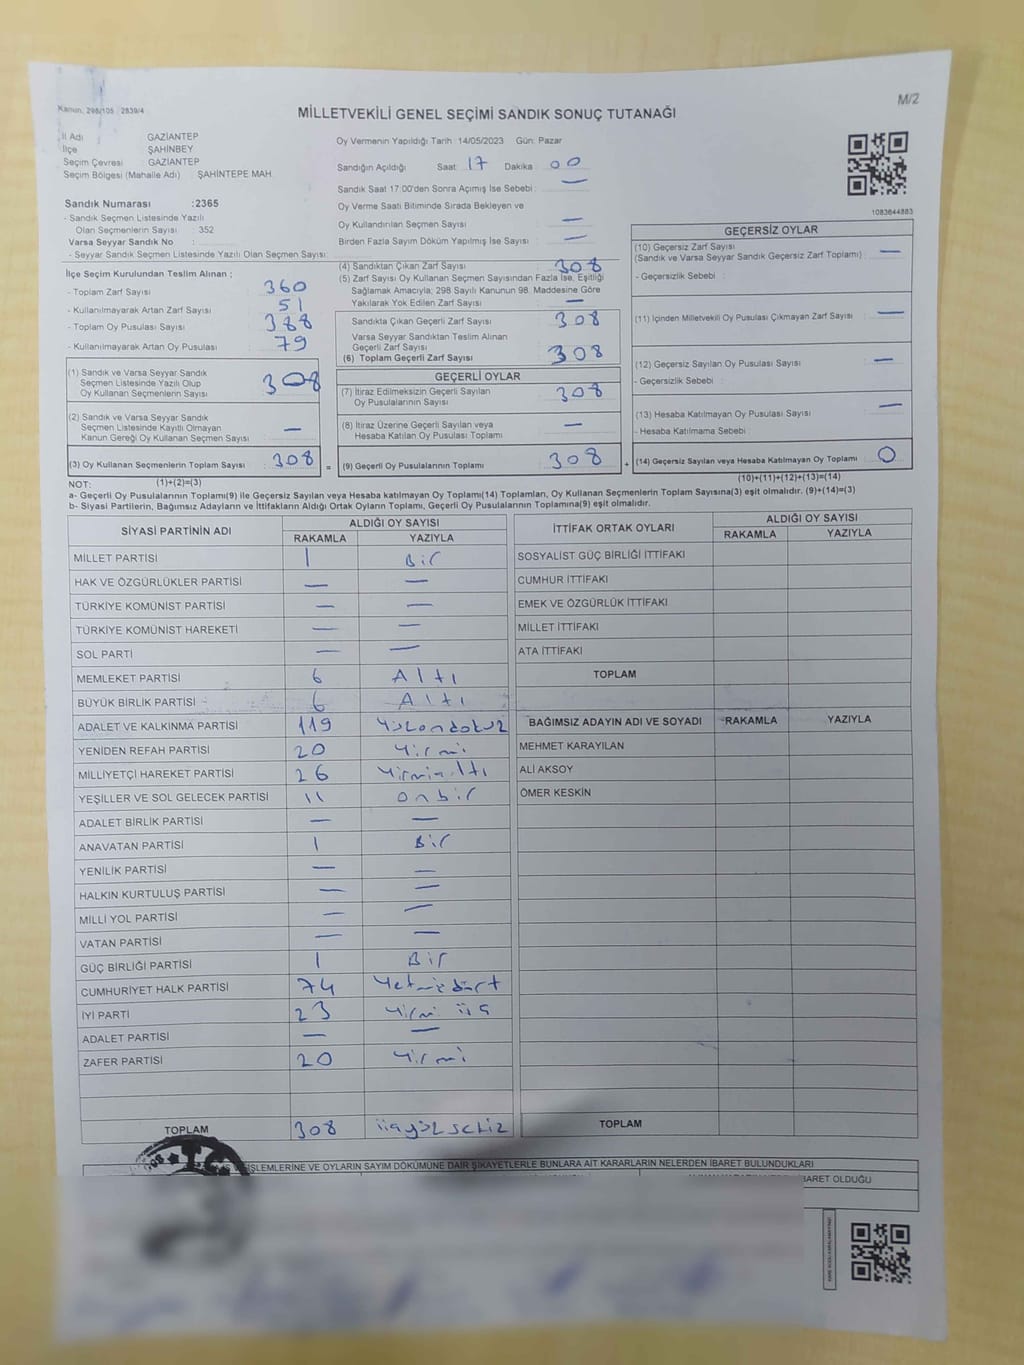 Kanun, 298/105 2839/4
M/2
MİLLETVEKİLİ GENEL SEÇİMİ SANDIK SONUÇ TUTANAĞI
İl Adı GAZİANTEP
İlçe ŞAHİNBEY
Seçim Çevresi GAZİANTEP
Seçim Bölgesi (Mahalle Adı) : ŞAHİNTEPE MAH.
Oy Vermenin Yapıldığı Tarih :14/05/2023 Gün: Pazar
Sandığın Açıldığı Saat: 17 Dakika: 00
Sandık Saat 17:00'den Sonra Açımış İse Sebebi : —
Oy Verme Saati Bitiminde Sırada Bekleyen ve
Oy Kullandırılan Seçmen Sayısı : —
Birden Fazla Sayım Döküm Yapılmış İse Sayısı : —
1083644883
Sandık Numarası :2365
- Sandık Seçmen Listesinde Yazılı
Olan Seçmenlerin Sayısı : 352
Varsa Seyyar Sandık No :
- Seyyar Sandık Seçmen Listesinde Yazılı Olan Seçmen Sayısı:
İlçe Seçim Kurulundan Teslim Alınan ;
- Toplam Zarf Sayısı : 360
- Kullanılmayarak Artan Zarf Sayısı : 51
- Toplam Oy Pusulası Sayısı : 388
- Kullanılmayarak Artan Oy Pusulası : 79
(1) Sandık ve Varsa Seyyar Sandık
Seçmen Listesinde Yazılı Olup
Oy Kullanan Seçmenlerin Sayısı : 308
(2) Sandık ve Varsa Seyyar Sandık
Seçmen Listesinde Kayıtlı Olmayan
Kanun Gereği Oy Kullanan Seçmen Sayısı : —
(3) Oy Kullanan Seçmenlerin Toplam Sayısı : 308
(1)+(2)=(3)
(4) Sandıktan Çıkan Zarf Sayısı : 308
(5) Zarf Sayısı Oy Kullanan Seçmen Sayısından Fazla İse, Eşitliği
Sağlamak Amacıyla; 298 Sayılı Kanunun 98. Maddesine Göre
Yakılarak Yok Edilen Zarf Sayısı : —
Sandıkta Çıkan Geçerli Zarf Sayısı : 308
Varsa Seyyar Sandıktan Teslim Alınan
Geçerli Zarf Sayısı :
(6) Toplam Geçerli Zarf Sayısı : 308
GEÇERLİ OYLAR
(7) İtiraz Edilmeksizin Geçerli Sayılan
Oy Pusulalarının Sayısı : 308
(8) İtiraz Üzerine Geçerli Sayılan veya
Hesaba Katılan Oy Pusulası Toplamı : —
= (9) Geçerli Oy Pusulalarının Toplamı : 308
GEÇERSİZ OYLAR
(10) Geçersiz Zarf Sayısı
(Sandık ve Varsa Seyyar Sandık Geçersiz Zarf Toplamı) : —
- Geçersizlik Sebebi :
(11) İçinden Milletvekili Oy Pusulası Çıkmayan Zarf Sayısı : —
(12) Geçersiz Sayılan Oy Pusulası Sayısı : —
- Geçersizlik Sebebi :
(13) Hesaba Katılmayan Oy Pusulası Sayısı : —
- Hesaba Katılmama Sebebi :
+ (14) Geçersiz Sayılan veya Hesaba Katılmayan Oy Toplamı : 0
(10)+(11)+(12)+(13)=(14)
NOT:
a- Geçerli Oy Pusulalarının Toplamı(9) ile Geçersiz Sayılan veya Hesaba katılmayan Oy Toplamı(14) Toplamları, Oy Kullanan Seçmenlerin Toplam Sayısına(3) eşit olmalıdır. (9)+(14)=(3)
b- Siyasi Partilerin, Bağımsız Adayların ve İttifakların Aldığı Ortak Oyların Toplamı, Geçerli Oy Pusulalarının Toplamına(9) eşit olmalıdır.
SİYASİ PARTİNİN ADI ALDIĞI OY SAYISI
RAKAMLA YAZIYLA
MİLLET PARTİSİ 1 Bir
HAK VE ÖZGÜRLÜKLER PARTİSİ — —
TÜRKİYE KOMÜNİST PARTİSİ — —
TÜRKİYE KOMÜNİST HAREKETİ — —
SOL PARTİ — —
MEMLEKET PARTİSİ 6 Altı
BÜYÜK BİRLİK PARTİSİ 6 Altı
ADALET VE KALKINMA PARTİSİ 119 Yüzondokuz
YENİDEN REFAH PARTİSİ 20 Yirmi
MİLLİYETÇİ HAREKET PARTİSİ 26 Yirmialtı
YEŞİLLER VE SOL GELECEK PARTİSİ 11 onbir
ADALET BİRLİK PARTİSİ — —
ANAVATAN PARTİSİ 1 Bir
YENİLİK PARTİSİ — —
HALKIN KURTULUŞ PARTİSİ — —
MİLLİ YOL PARTİSİ — —
VATAN PARTİSİ — —
GÜÇ BİRLİĞİ PARTİSİ 1 Bir
CUMHURİYET HALK PARTİSİ 74 Yetmişdört
İYİ PARTİ 23 Yirmi üç
ADALET PARTİSİ — —
ZAFER PARTİSİ 20 Yirmi
TOPLAM 308 üçyüzsekiz
İTTİFAK ORTAK OYLARI ALDIĞI OY SAYISI
RAKAMLA YAZIYLA
SOSYALİST GÜÇ BİRLİĞİ İTTİFAKI
CUMHUR İTTİFAKI
EMEK VE ÖZGÜRLÜK İTTİFAKI
MİLLET İTTİFAKI
ATA İTTİFAKI
TOPLAM
BAĞIMSIZ ADAYIN ADI VE SOYADI RAKAMLA YAZIYLA
MEHMET KARAYILAN
ALİ AKSOY
ÖMER KESKİN
TOPLAM
İŞLEMLERİNE VE OYLARIN SAYIM DÖKÜMÜNE DAİR ŞİKAYETLERLE BUNLARA AİT KARARLARIN NELERDEN İBARET BULUNDUKLARI
BARET OLDUĞU